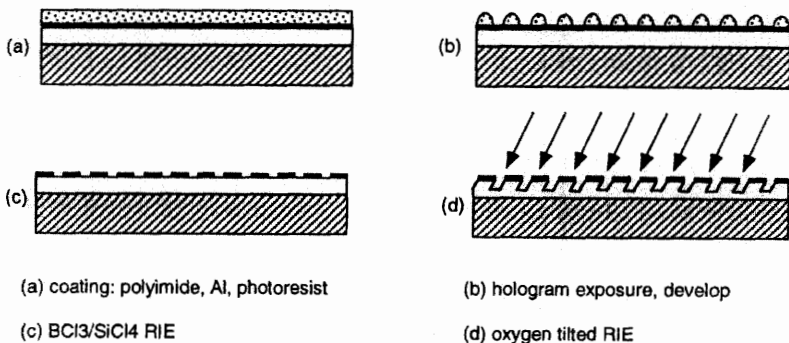 (a)
(b)
(c)
(d)
(a) coating: polyimide, Al, photoresist
(b) hologram exposure, develop
(c) BCl3/SiCl4 RIE
(d) oxygen tilted RIE